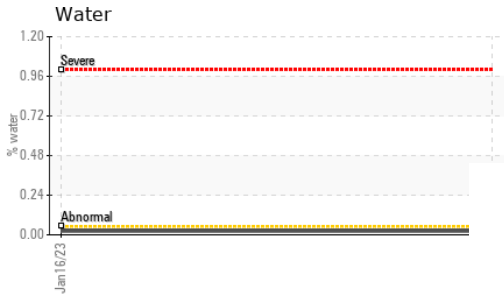 Water
1.20
Severe
0.96
0.72
% water
0.48
0.24
Abnormal
0.00
Jan16/23